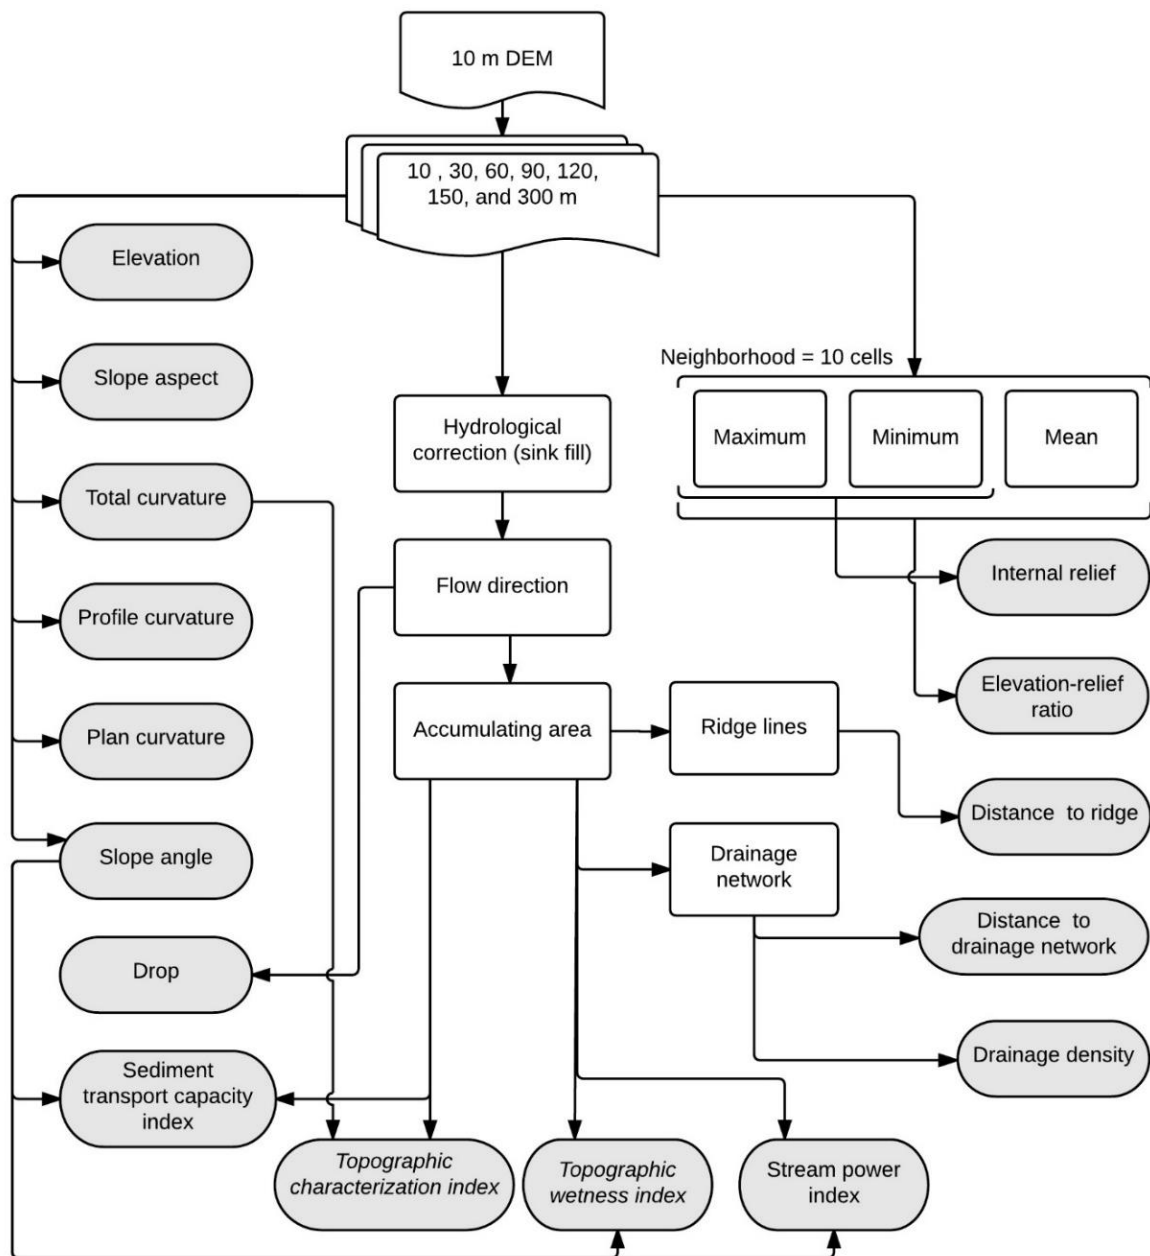 10 m DEM
10 , 30, 60, 90, 120,
150, and 300 m
Elevation
Slope aspect
Total curvature
Profile curvature
Plan curvature
Slope angle
Drop
Sediment
transport capacity
index
Hydrological
correction (sink fill)
Flow direction
Accumulating area
Ridge lines
Drainage
network
Neighborhood = 10 cells
Maximum
Minimum
Mean
Internal relief
Elevation-relief
ratio
Distance to ridge
Distance to
drainage network
Drainage density
Topographic
characterization index
Topographic
wetness index
Stream power
index